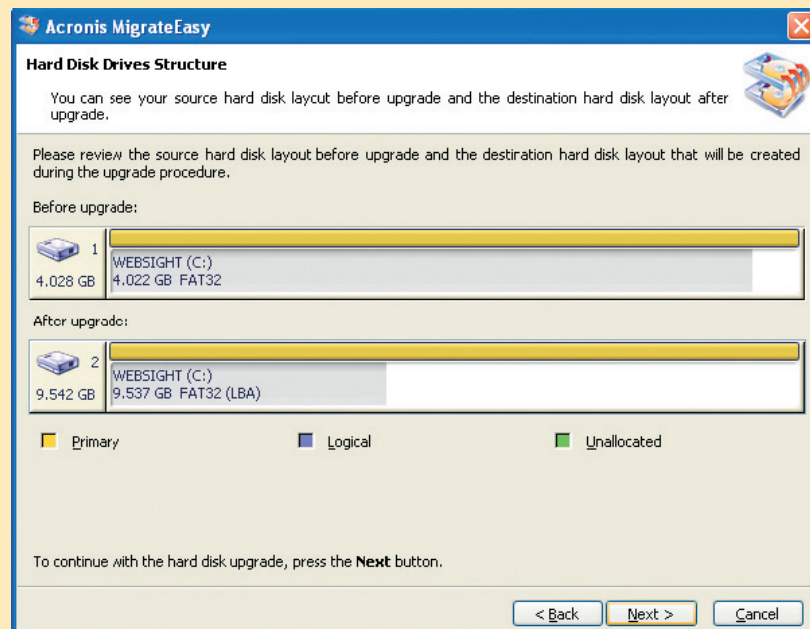 Acronis MigrateEasy
Hard Disk Drives Structure
You can see your source hard disk laycut before upgrade and the destination hard disk layout after
upgrade.
Please review the source hard disk layout before upgrade and the destiration hard disk layout that will be created
during the upgrade procedure.
Before upgrade:
1
4.028 GB
WEBSIGHT (C:)
4.022 GB FAT32
After upgrade:
2
9.542 GB
WEBSIGHT (C:)
9.537 GB FAT32 (LBA)
Primary Logical Unallocated
To continue with the hard disk upgrade, press the Next button.
< Back Next > Cancel